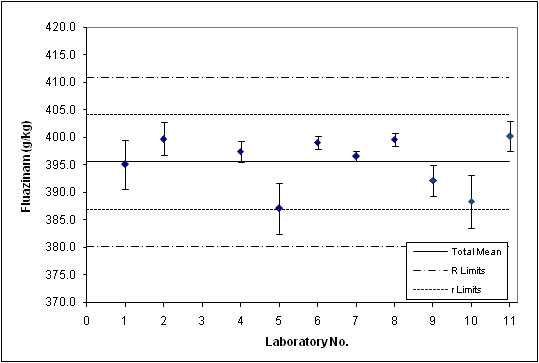 420.0
415.0
410.0
405.0
400.0
395.0
390.0
385.0
380.0
375.0
370.0
Fluazinam (g/kg)
0 1 2 3 4 5 6 7 8 9 10 11
Laboratory No.
Total Mean
R Limits
r Limits